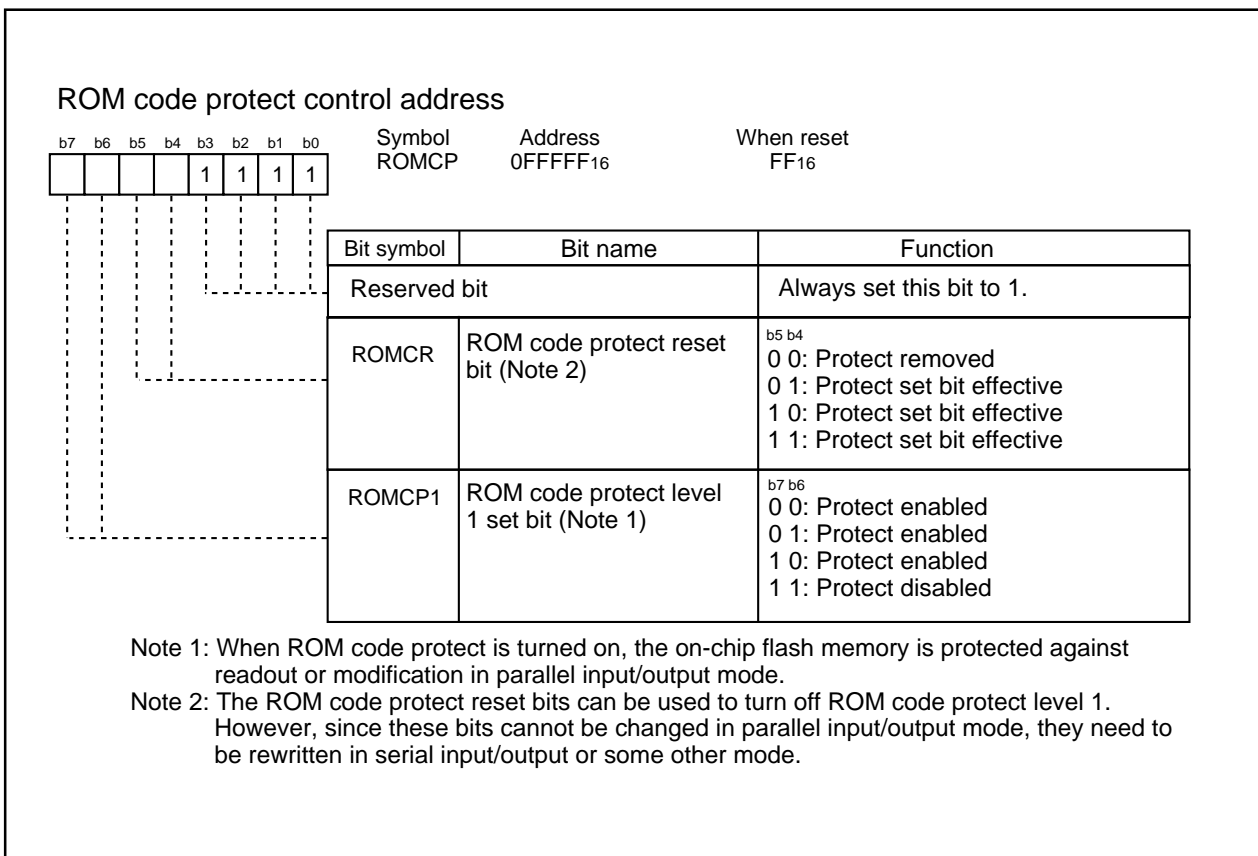 ROM code protect control address
b7 b6 b5 b4 b3 b2 b1 b0
Symbol Address When reset
ROMCP 0FFFFF16 FF16
1 1 1 1
Bit symbol Bit name Function
Reserved bit Always set this bit to 1.
ROMCR ROM code protect reset bit (Note 2)
b5 b4
0 0: Protect removed
0 1: Protect set bit effective
1 0: Protect set bit effective
1 1: Protect set bit effective
ROMCP1 ROM code protect level 1 set bit (Note 1)
b7 b6
0 0: Protect enabled
0 1: Protect enabled
1 0: Protect enabled
1 1: Protect disabled
Note 1: When ROM code protect is turned on, the on-chip flash memory is protected against
readout or modification in parallel input/output mode.
Note 2: The ROM code protect reset bits can be used to turn off ROM code protect level 1.
However, since these bits cannot be changed in parallel input/output mode, they need to
be rewritten in serial input/output or some other mode.